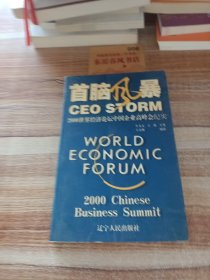 首脑风暴
CEO STORM
2000世界经济论坛中国企业高峰会纪实
WORLD
ECONOMIC
FORUM
2000 Chinese
Business Summit
辽宁人民出版社